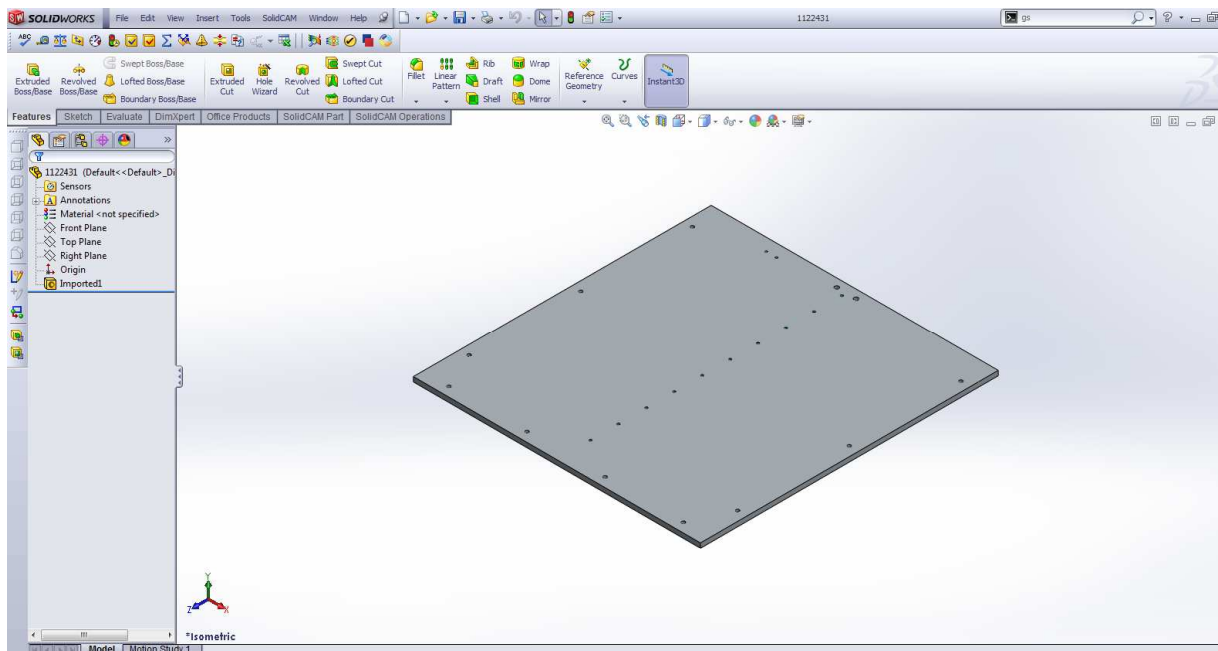 SW SOLIDWORKS File Edit View Insert Tools SolidCAM Window Help 1122431 gs
ABC
Extruded Boss/Base Revolved Boss/Base Swept Boss/Base Extruded Cut Hole Wizard Revolved Cut Swept Cut Fillet Linear Pattern Rib Wrap Reference Geometry Curves Instant3D
Lofted Boss/Base Lofted Cut Draft Dome
Boundary Boss/Base Boundary Cut Shell Mirror
Features Sketch Evaluate DimXpert Office Products SolidCAM Part SolidCAM Operations
1122431 (Default<<Default>_Di
Sensors
Annotations
Material <not specified>
Front Plane
Top Plane
Right Plane
Origin
Imported1
Y
Z X
*Isometric
Model Motion Study 1